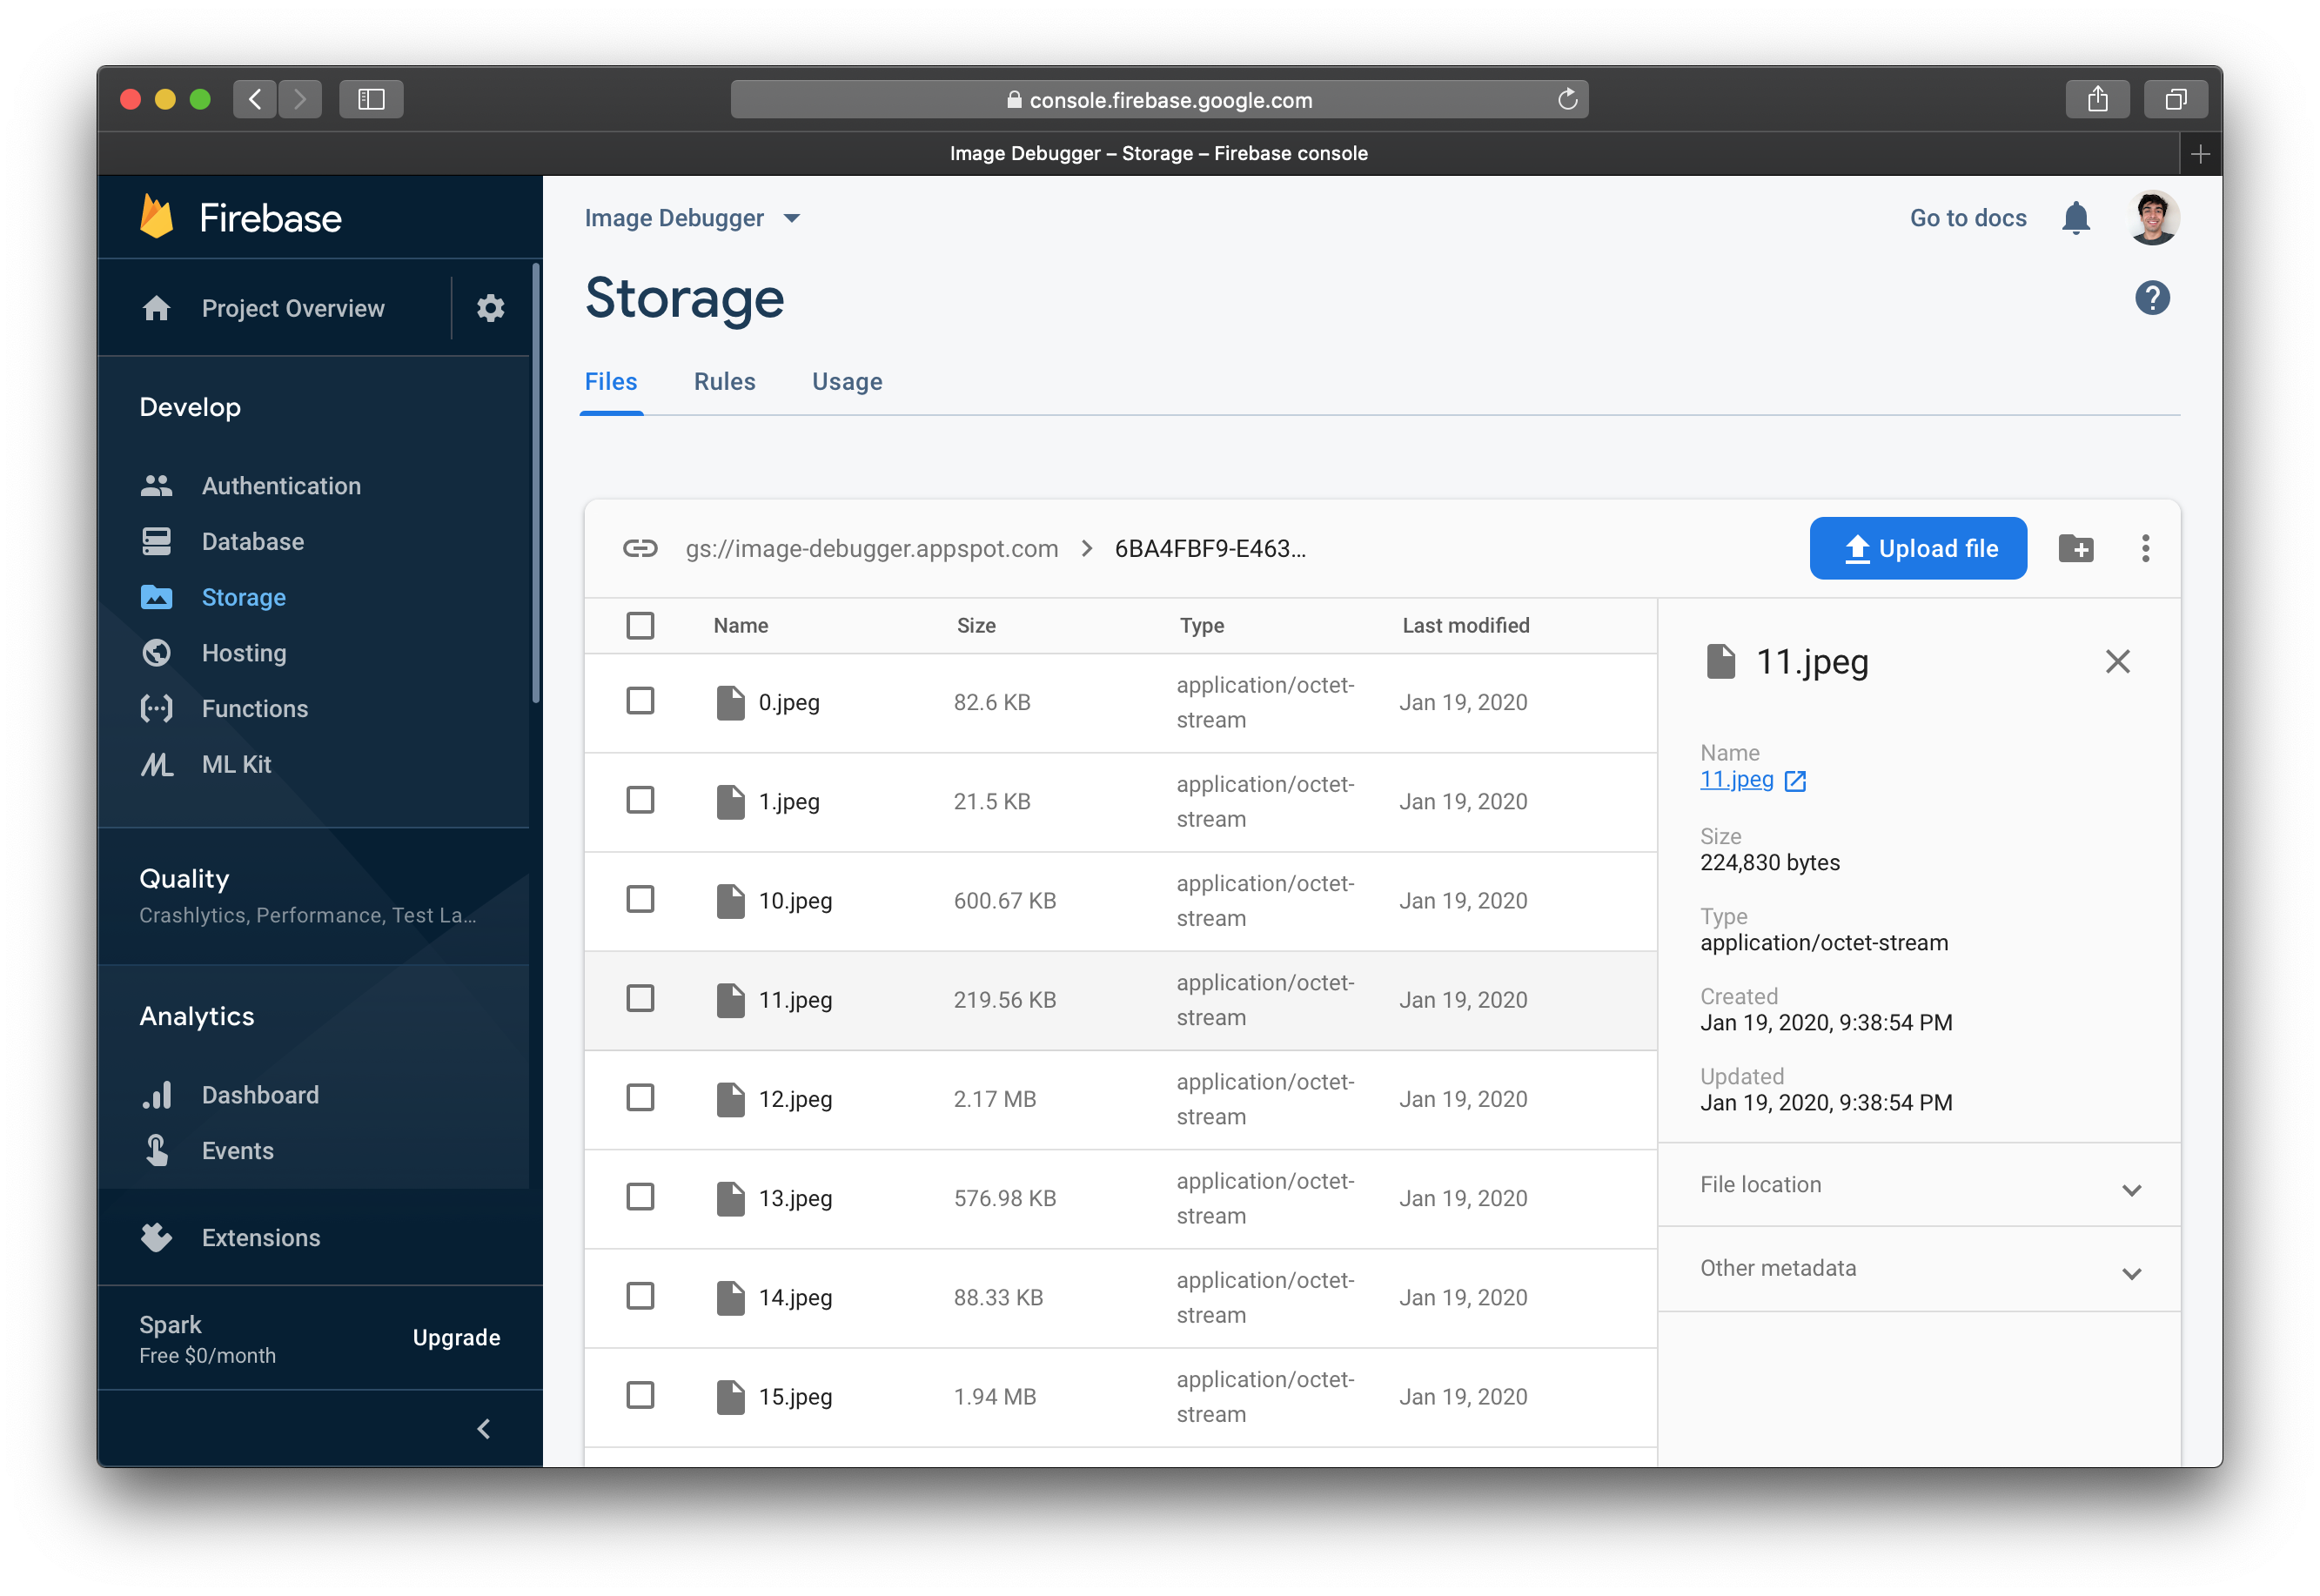 console.firebase.google.com
Image Debugger – Storage – Firebase console
Firebase
Project Overview
Develop
Authentication
Database
Storage
Hosting
Functions
ML Kit
Quality
Crashlytics, Performance, Test La...
Analytics
Dashboard
Events
Extensions
Spark
Free $0/month
Upgrade
Image Debugger
Go to docs
Storage
Files Rules Usage
gs://image-debugger.appspot.com > 6BA4FBF9-E463...
Upload file
Name Size Type Last modified
0.jpeg 82.6 KB application/octet-
stream Jan 19, 2020
1.jpeg 21.5 KB application/octet-
stream Jan 19, 2020
10.jpeg 600.67 KB application/octet-
stream Jan 19, 2020
11.jpeg 219.56 KB application/octet-
stream Jan 19, 2020
12.jpeg 2.17 MB application/octet-
stream Jan 19, 2020
13.jpeg 576.98 KB application/octet-
stream Jan 19, 2020
14.jpeg 88.33 KB application/octet-
stream Jan 19, 2020
15.jpeg 1.94 MB application/octet-
stream Jan 19, 2020
11.jpeg
Name
11.jpeg
Size
224,830 bytes
Type
application/octet-stream
Created
Jan 19, 2020, 9:38:54 PM
Updated
Jan 19, 2020, 9:38:54 PM
File location
Other metadata